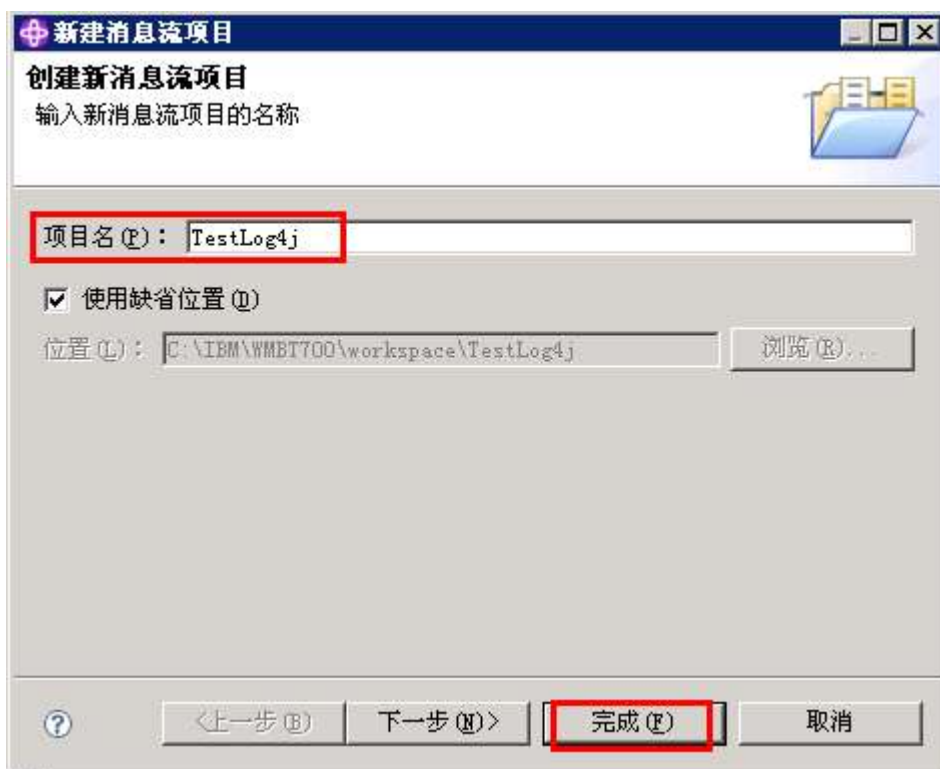 新建消息流项目
创建新消息流项目
输入新消息流项目的名称
项目名(P): TestLog4j
使用缺省位置(D)
位置(L): C:\IBM\WMBT700\workspace\TestLog4j 浏览(R)...
<上一步(B) 下一步(N)> 完成(F) 取消